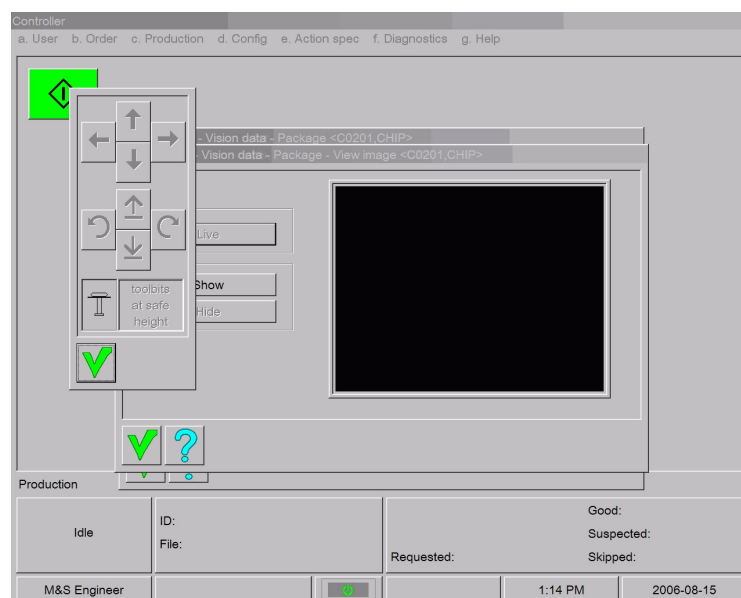 Controller
a. User b. Order c. Production d. Config e. Action spec f. Diagnostics g. Help
- Vision data - Package <C0201,CHIP>
- Vision data - Package - View image <C0201,CHIP>
Live
Show
Hide
toolbits
at safe
height
Production
Idle
ID:
File:
Requested:
Good:
Suspected:
Skipped:
M&S Engineer
1:14 PM
2006-08-15